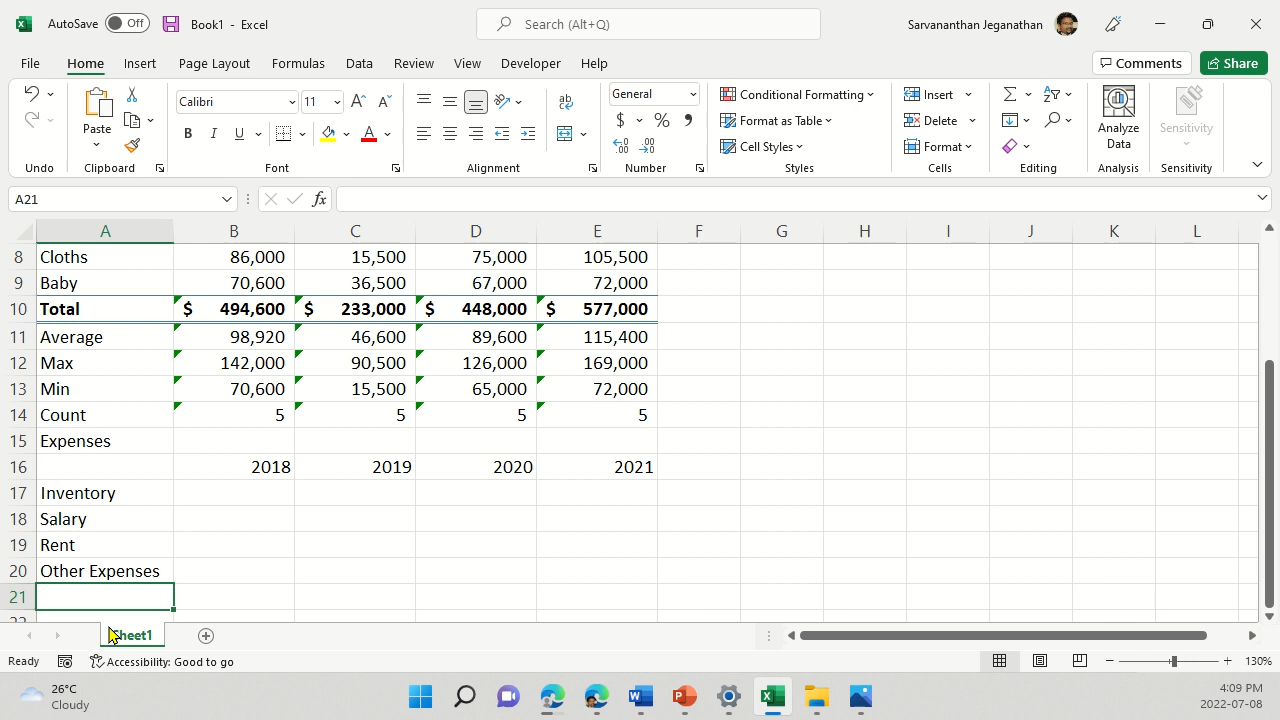 AutoSave Off Book1 - Excel Search (Alt+Q) Sarvananthan Jeganathan
File Home Insert Page Layout Formulas Data Review View Developer Help Comments Share
Calibri 11 General Conditional Formatting Insert
Paste B I U A $ % Format as Table Delete Analyze Data Sensitivity
Cell Styles Format
Undo Clipboard Font Alignment Number Styles Cells Editing Analysis Sensitivity
A21 fx
A B C D E F G H I J K L
8 Cloths 86,000 15,500 75,000 105,500
9 Baby 70,600 36,500 67,000 72,000
10 Total $ 494,600 $ 233,000 $ 448,000 $ 577,000
11 Average 98,920 46,600 89,600 115,400
12 Max 142,000 90,500 126,000 169,000
13 Min 70,600 15,500 65,000 72,000
14 Count 5 5 5 5
15 Expenses
16 2018 2019 2020 2021
17 Inventory
18 Salary
19 Rent
20 Other Expenses
21
Sheet1
Ready Accessibility: Good to go 130%
26°C 4:09 PM
Cloudy 2022-07-08